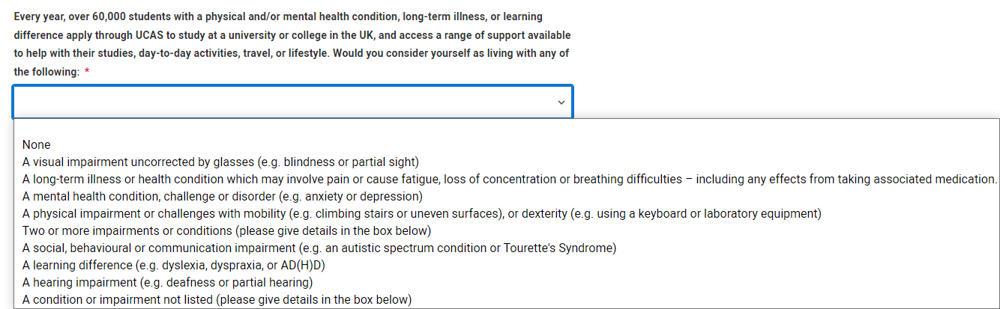 Every year, over 60,000 students with a physical and/or mental health condition, long-term illness, or learning
difference apply through UCAS to study at a university or college in the UK, and access a range of support available
to help with their studies, day-to-day activities, travel, or lifestyle. Would you consider yourself as living with any of
the following: *
None
A visual impairment uncorrected by glasses (e.g. blindness or partial sight)
A long-term illness or health condition which may involve pain or cause fatigue, loss of concentration or breathing difficulties – including any effects from taking associated medication.
A mental health condition, challenge or disorder (e.g. anxiety or depression)
A physical impairment or challenges with mobility (e.g. climbing stairs or uneven surfaces), or dexterity (e.g. using a keyboard or laboratory equipment)
Two or more impairments or conditions (please give details in the box below)
A social, behavioural or communication impairment (e.g. an autistic spectrum condition or Tourette's Syndrome)
A learning difference (e.g. dyslexia, dyspraxia, or AD(H)D)
A hearing impairment (e.g. deafness or partial hearing)
A condition or impairment not listed (please give details in the box below)